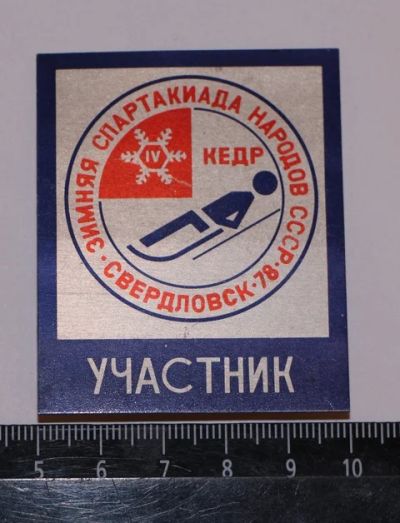 ЗИМНЯЯ СПАРТАКИАДА НАРОДОВ СССР
IV
КЕДР
СВЕРДЛОВСК·78·
УЧАСТНИК
5 6 7 8 9 10